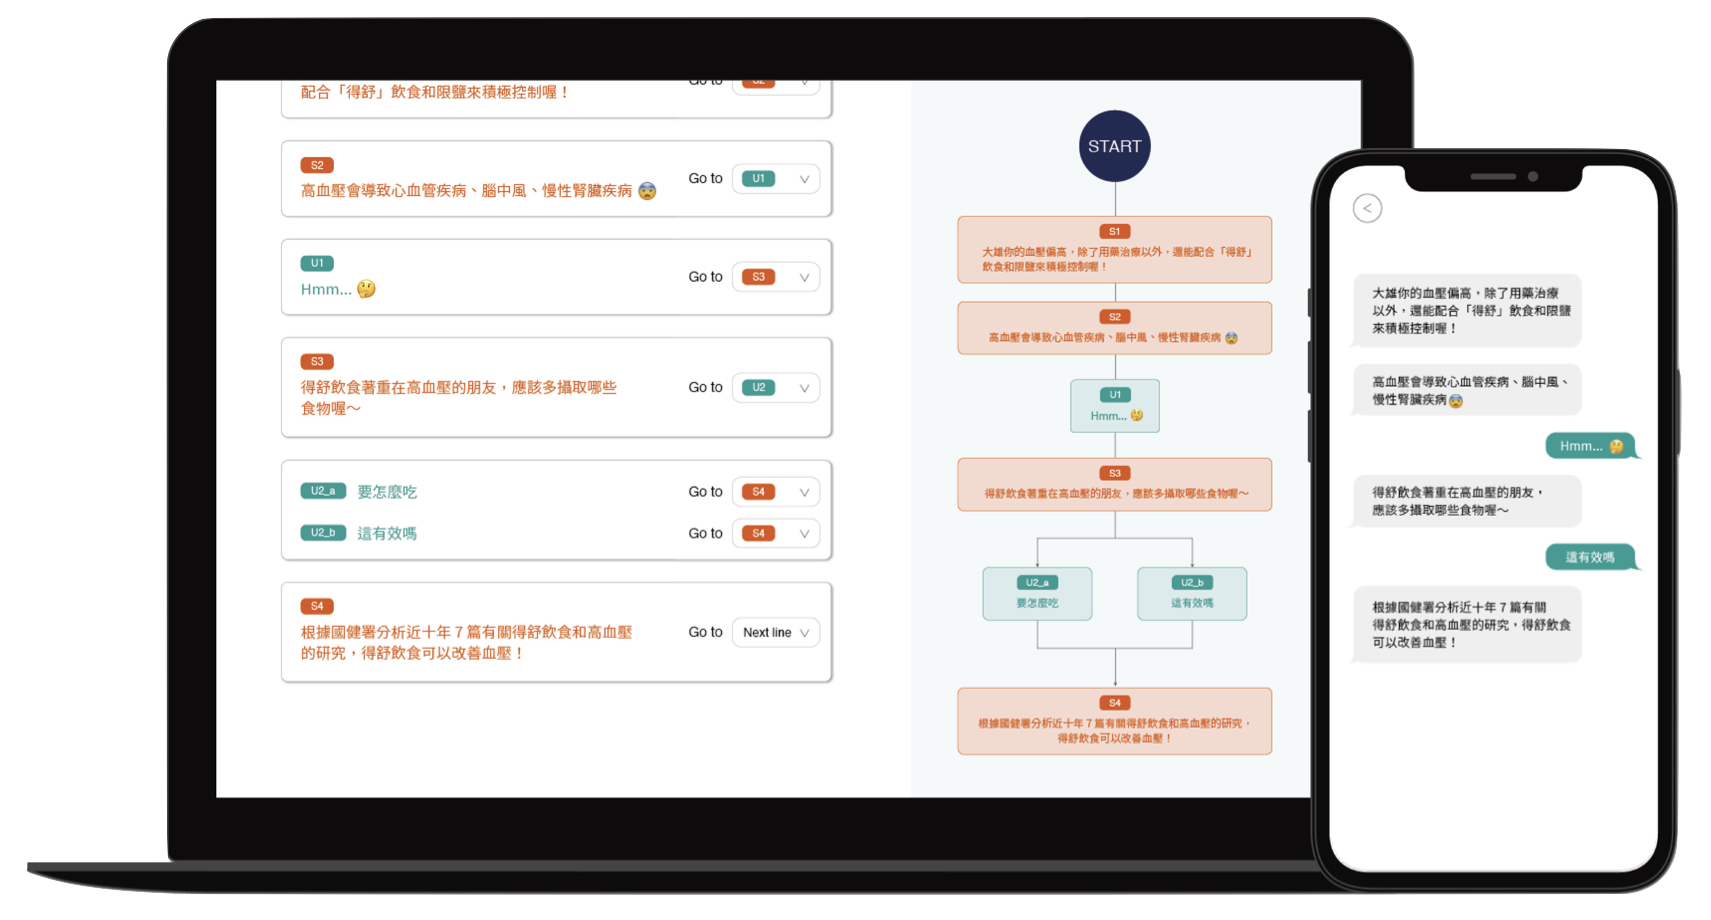 配合「得舒」飲食和限鹽來積極控制喔！
Go to S2
S2
高血壓會導致心血管疾病、腦中風、慢性腎臟疾病 😨
Go to U1
U1
Hmm... 🤔
Go to S3
S3
得舒飲食著重在高血壓的朋友，應該多攝取哪些
食物喔～
Go to U2
U2_a 要怎麼吃
Go to S4
U2_b 這有效嗎
Go to S4
S4
根據國健署分析近十年 7 篇有關得舒飲食和高血壓
的研究，得舒飲食可以改善血壓！
Go to Next line
START
S1
大雄你的血壓偏高，除了用藥治療以外，還能配合「得舒」
飲食和限鹽來積極控制喔！
S2
高血壓會導致心血管疾病、腦中風、慢性腎臟疾病 😨
U1
Hmm... 🤔
S3
得舒飲食著重在高血壓的朋友，應該多攝取哪些食物喔～
U2_a
要怎麼吃
U2_b
這有效嗎
S4
根據國健署分析近十年 7 篇有關得舒飲食和高血壓的研究，
得舒飲食可以改善血壓！
<
大雄你的血壓偏高，除了用藥治療
以外，還能配合「得舒」飲食和限鹽
來積極控制喔！
高血壓會導致心血管疾病、腦中風、
慢性腎臟疾病😨
Hmm... 🤔
得舒飲食著重在高血壓的朋友，
應該多攝取哪些食物喔～
這有效嗎
根據國健署分析近十年 7 篇有關
得舒飲食和高血壓的研究，得舒飲食
可以改善血壓！